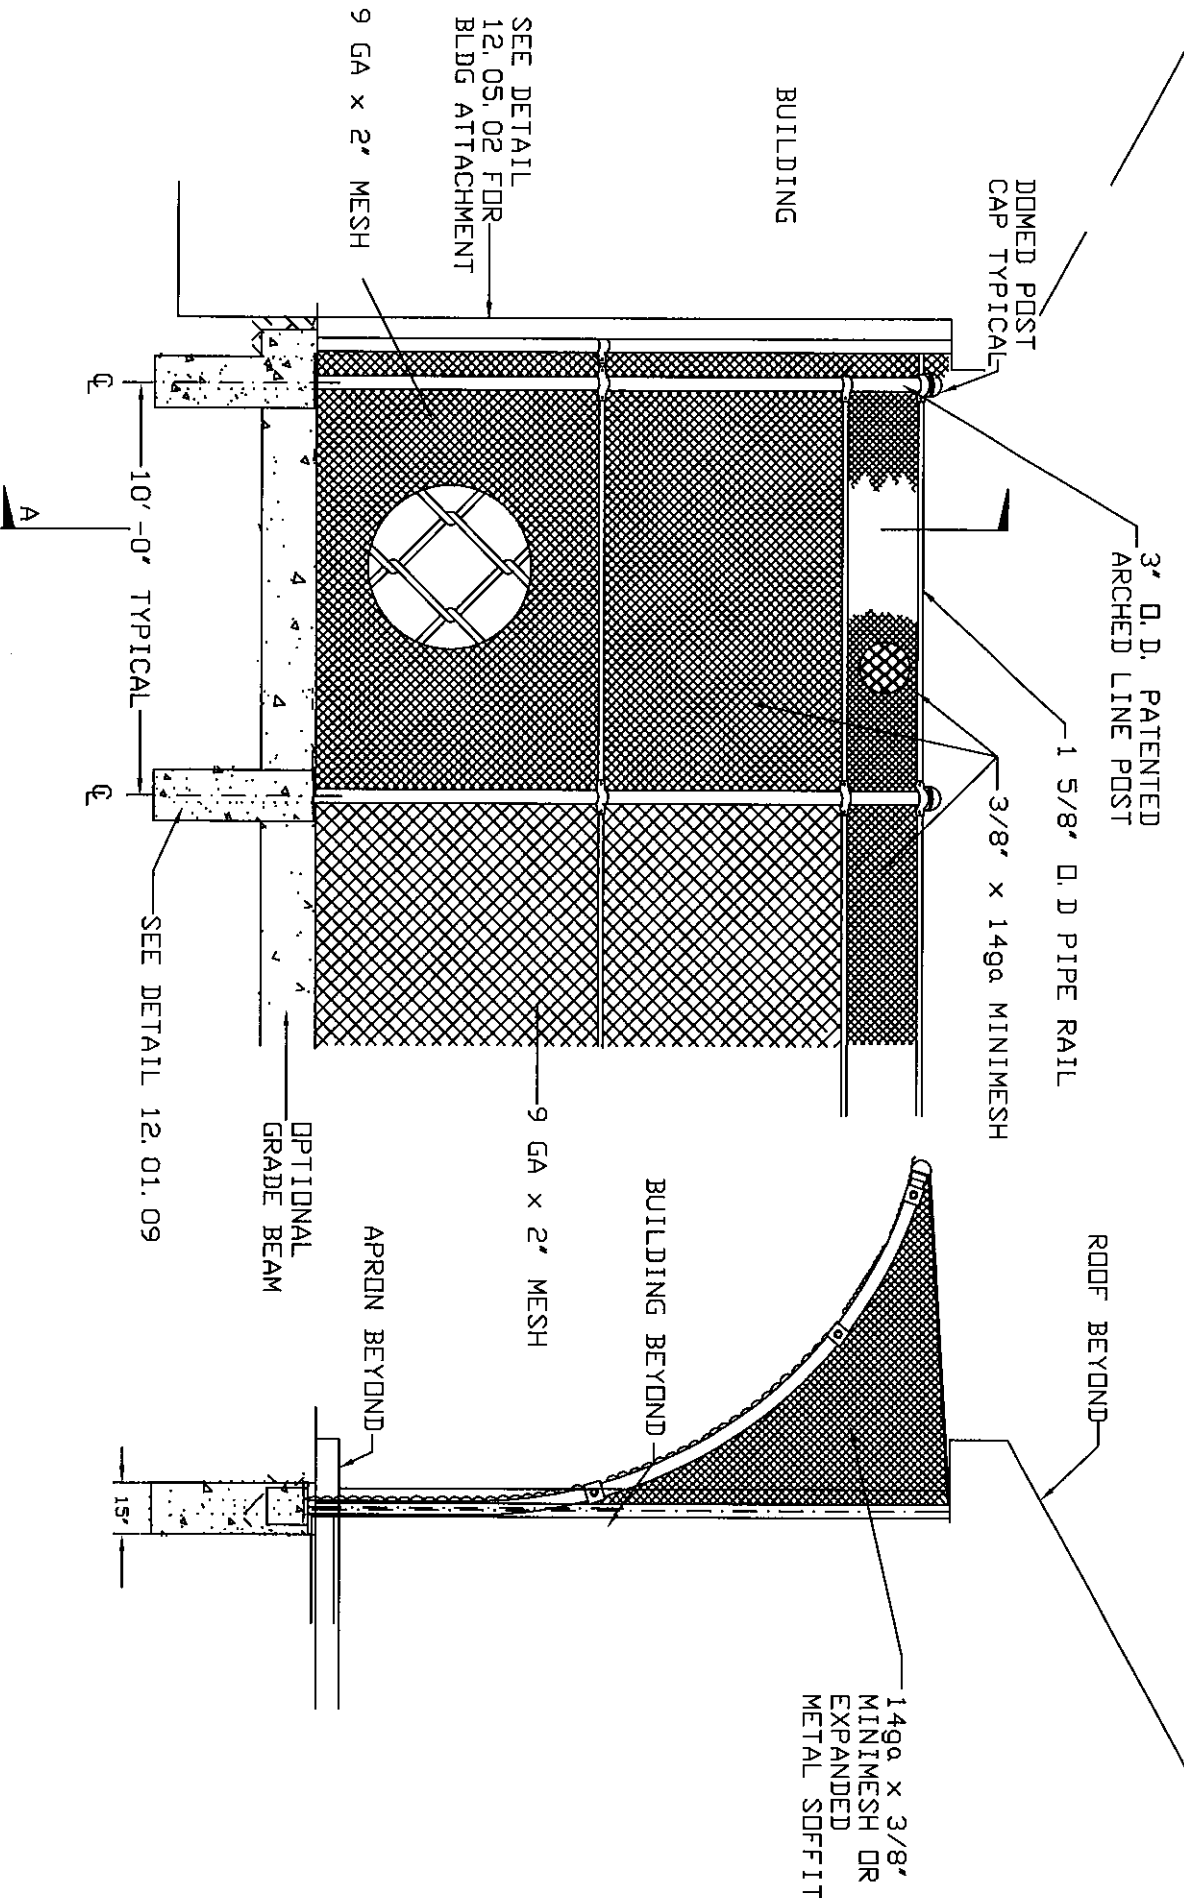 ROOF BEYOND
3" O.D. PATENTED
ARCHED LINE POST
1 5/8" O.D PIPE RAIL
3/8" x 14ga MINIMESH
DOMED POST
CAP TYPICAL
BUILDING
SEE DETAIL
12.05.02 FOR
BLDG ATTACHMENT
9 GA x 2" MESH
9 GA x 2" MESH
BUILDING BEYOND
14ga x 3/8"
MINIMESH OR
EXPANDED
METAL SOFFIT
APRON BEYOND
OPTIONAL
GRADE BEAM
SEE DETAIL 12.01.09
10'-0" TYPICAL
CL
CL
15"
A